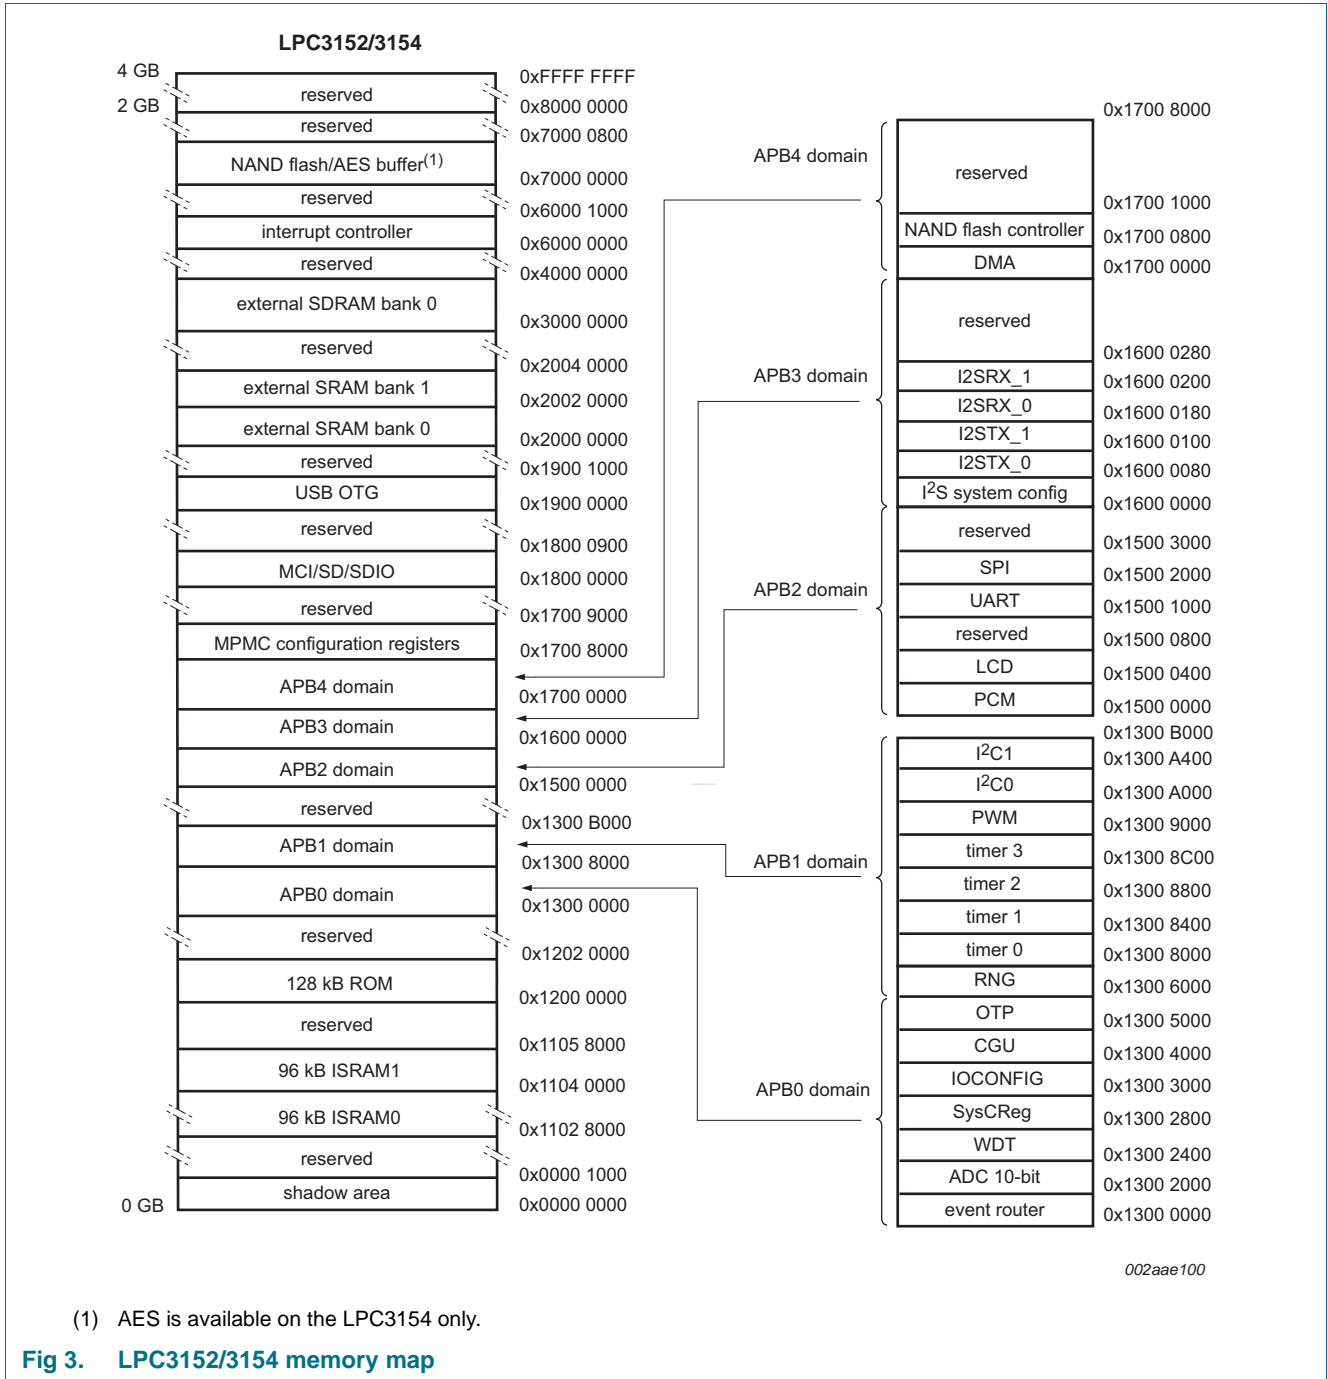 LPC3152/3154
4 GB
0xFFFF FFFF
reserved
2 GB
0x8000 0000
reserved
0x7000 0800
NAND flash/AES buffer(1)
0x7000 0000
reserved
0x6000 1000
interrupt controller
0x6000 0000
reserved
0x4000 0000
external SDRAM bank 0
0x3000 0000
reserved
0x2004 0000
external SRAM bank 1
0x2002 0000
external SRAM bank 0
0x2000 0000
reserved
0x1900 1000
USB OTG
0x1900 0000
reserved
0x1800 0900
MCI/SD/SDIO
0x1800 0000
reserved
0x1700 9000
MPMC configuration registers
0x1700 8000
APB4 domain
0x1700 0000
APB3 domain
0x1600 0000
APB2 domain
0x1500 0000
reserved
0x1300 B000
APB1 domain
0x1300 8000
APB0 domain
0x1300 0000
reserved
0x1202 0000
128 kB ROM
0x1200 0000
reserved
0x1105 8000
96 kB ISRAM1
0x1104 0000
96 kB ISRAM0
0x1102 8000
reserved
0x0000 1000
shadow area
0 GB
0x0000 0000
APB4 domain
0x1700 8000
reserved
0x1700 1000
NAND flash controller
0x1700 0800
DMA
0x1700 0000
APB3 domain
reserved
0x1600 0280
I2SRX_1
0x1600 0200
I2SRX_0
0x1600 0180
I2STX_1
0x1600 0100
I2STX_0
0x1600 0080
I2S system config
0x1600 0000
APB2 domain
reserved
0x1500 3000
SPI
0x1500 2000
UART
0x1500 1000
reserved
0x1500 0800
LCD
0x1500 0400
PCM
0x1500 0000
APB1 domain
0x1300 B000
I2C1
0x1300 A400
I2C0
0x1300 A000
PWM
0x1300 9000
timer 3
0x1300 8C00
timer 2
0x1300 8800
timer 1
0x1300 8400
timer 0
0x1300 8000
RNG
0x1300 6000
APB0 domain
OTP
0x1300 5000
CGU
0x1300 4000
IOCONFIG
0x1300 3000
SysCReg
0x1300 2800
WDT
0x1300 2400
ADC 10-bit
0x1300 2000
event router
0x1300 0000
002aae100
(1) AES is available on the LPC3154 only.
Fig 3. LPC3152/3154 memory map